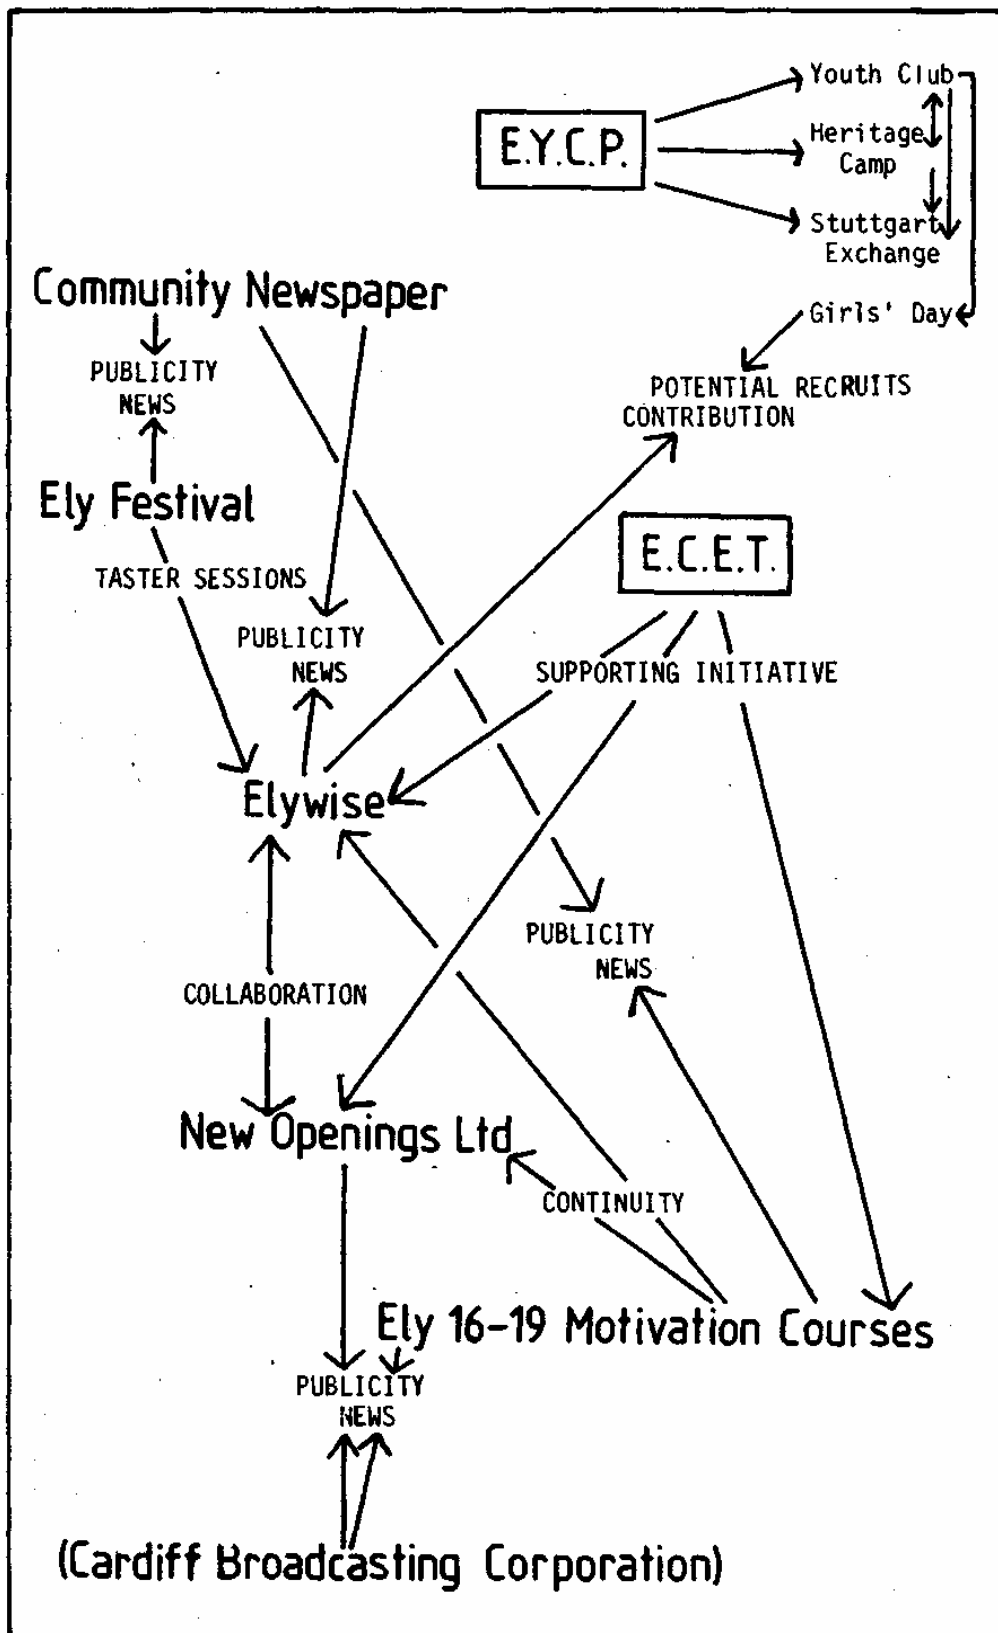 Youth Club
E.Y.C.P.
Heritage
Camp
Stuttgart
Exchange
Community Newspaper
Girls' Day
PUBLICITY
NEWS
POTENTIAL RECRUITS
CONTRIBUTION
Ely Festival
E.C.E.T.
TASTER SESSIONS
PUBLICITY
NEWS
SUPPORTING INITIATIVE
Elywise
PUBLICITY
NEWS
COLLABORATION
New Openings Ltd
CONTINUITY
Ely 16-19 Motivation Courses
PUBLICITY
NEWS
(Cardiff Broadcasting Corporation)